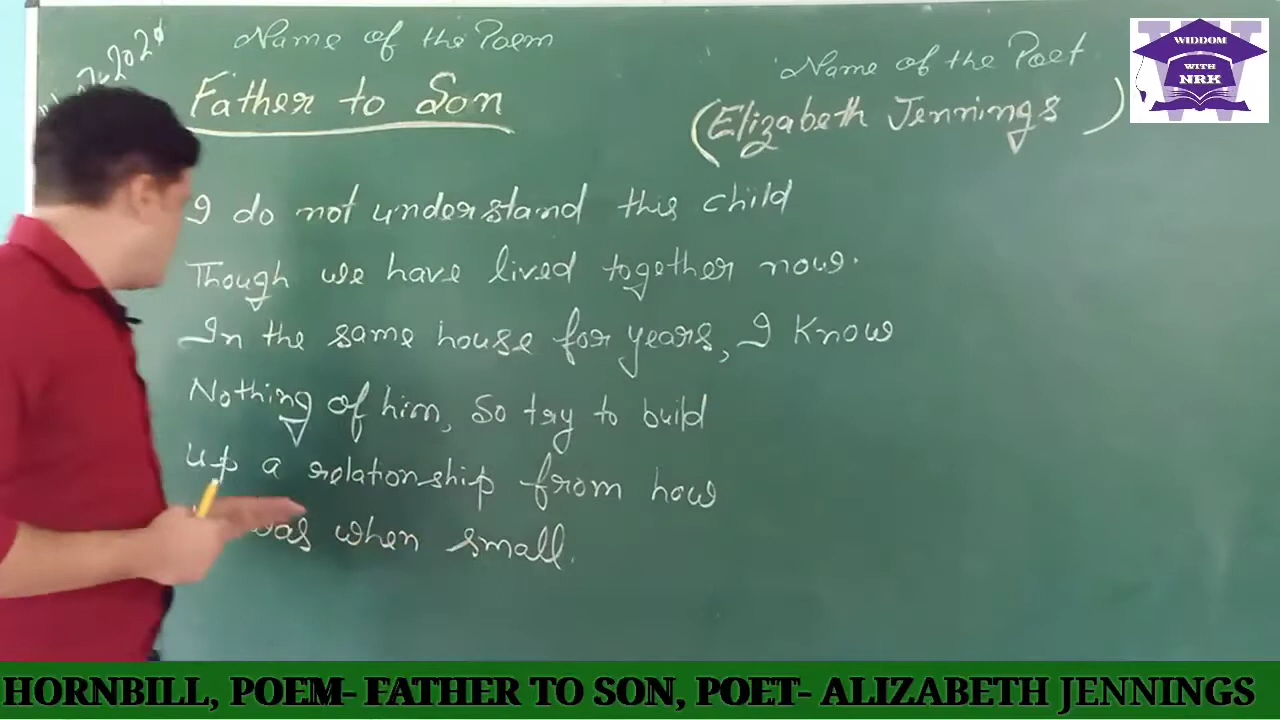 Name of the Poem
Father to Son
Name of the Poet
(Elizabeth Jennings)
WIDDOM
WITH
NRK
I do not understand this child
Though we have lived together now.
In the same house for years, I know
Nothing of him, so try to build
up a relationship from how
was when small.
HORNBILL, POEM- FATHER TO SON, POET- ALIZABETH JENNINGS